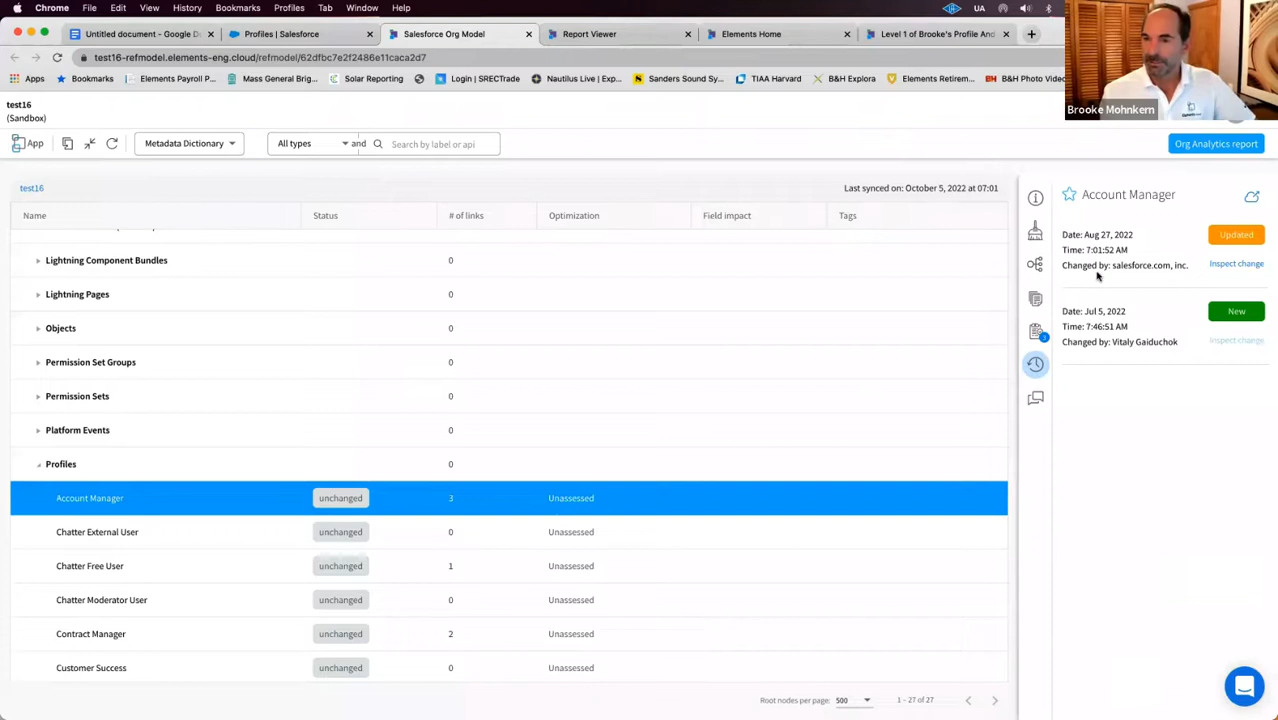 Chrome File Edit View History Bookmarks Profiles Tab Window Help UA
Untitled document - Google D
Profiles | Salesforce
Salesforce Org Model
Report Viewer
Elements Home
Level 1 of Brooke's Profile And
test16-refmodel.elements-eng.cloud/refmodel/
Apps
Bookmarks
Elements Payroll P...
Mass General Brig...
Solar Reporting
Login | SRECTrade
Nautilus Live | Exp...
Sanders Sound Sy...
TIAA Harvard
B&H Explora
Elements Retirem...
B&H Photo Video
Brooke Mohnkern
test16
(Sandbox)
App
Metadata Dictionary
All types
and
Search by label or api
Org Analytics report
test16
Last synced on: October 5, 2022 at 07:01
Name Status # of links Optimization Field impact Tags
Lightning Component Bundles 0
Lightning Pages 0
Objects 0
Permission Set Groups 0
Permission Sets 0
Platform Events 0
Profiles 0
Account Manager unchanged 3 Unassessed
Chatter External User unchanged 0 Unassessed
Chatter Free User unchanged 1 Unassessed
Chatter Moderator User unchanged 0 Unassessed
Contract Manager unchanged 2 Unassessed
Customer Success unchanged 0 Unassessed
Root nodes per page: 500 1 - 27 of 27
Account Manager
Date: Aug 27, 2022
Updated
Time: 7:01:52 AM
Changed by: salesforce.com, inc.
Inspect change
Date: Jul 5, 2022
New
Time: 7:46:51 AM
Changed by: Vitaly Gaiduchok
Inspect change